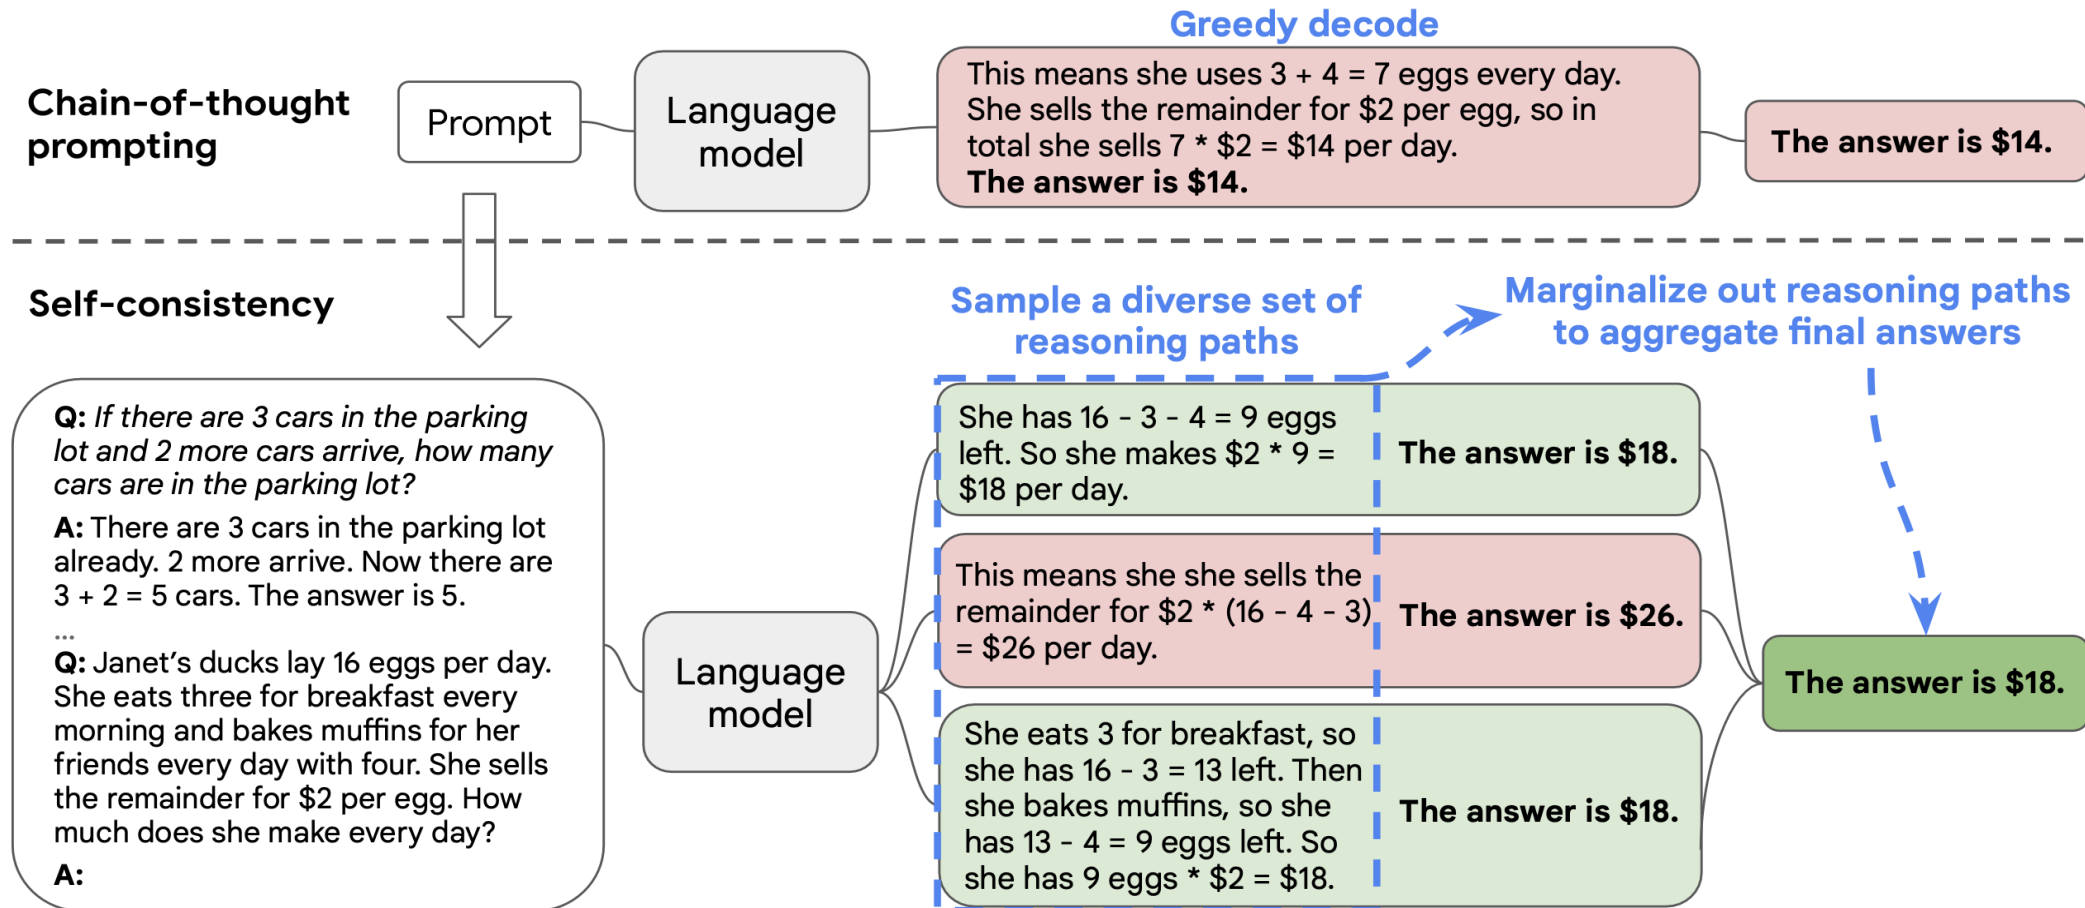 Greedy decode
Chain-of-thought
prompting
Prompt
Language
model
This means she uses 3 + 4 = 7 eggs every day.
She sells the remainder for $2 per egg, so in
total she sells 7 * $2 = $14 per day.
The answer is $14.
The answer is $14.
Self-consistency
Sample a diverse set of
reasoning paths
Marginalize out reasoning paths
to aggregate final answers
Q: If there are 3 cars in the parking
lot and 2 more cars arrive, how many
cars are in the parking lot?
A: There are 3 cars in the parking lot
already. 2 more arrive. Now there are
3 + 2 = 5 cars. The answer is 5.
...
Q: Janet's ducks lay 16 eggs per day.
She eats three for breakfast every
morning and bakes muffins for her
friends every day with four. She sells
the remainder for $2 per egg. How
much does she make every day?
A:
Language
model
She has 16 - 3 - 4 = 9 eggs
left. So she makes $2 * 9 =
$18 per day.
The answer is $18.
This means she she sells the
remainder for $2 * (16 - 4 - 3)
= $26 per day.
The answer is $26.
She eats 3 for breakfast, so
she has 16 - 3 = 13 left. Then
she bakes muffins, so she
has 13 - 4 = 9 eggs left. So
she has 9 eggs * $2 = $18.
The answer is $18.
The answer is $18.